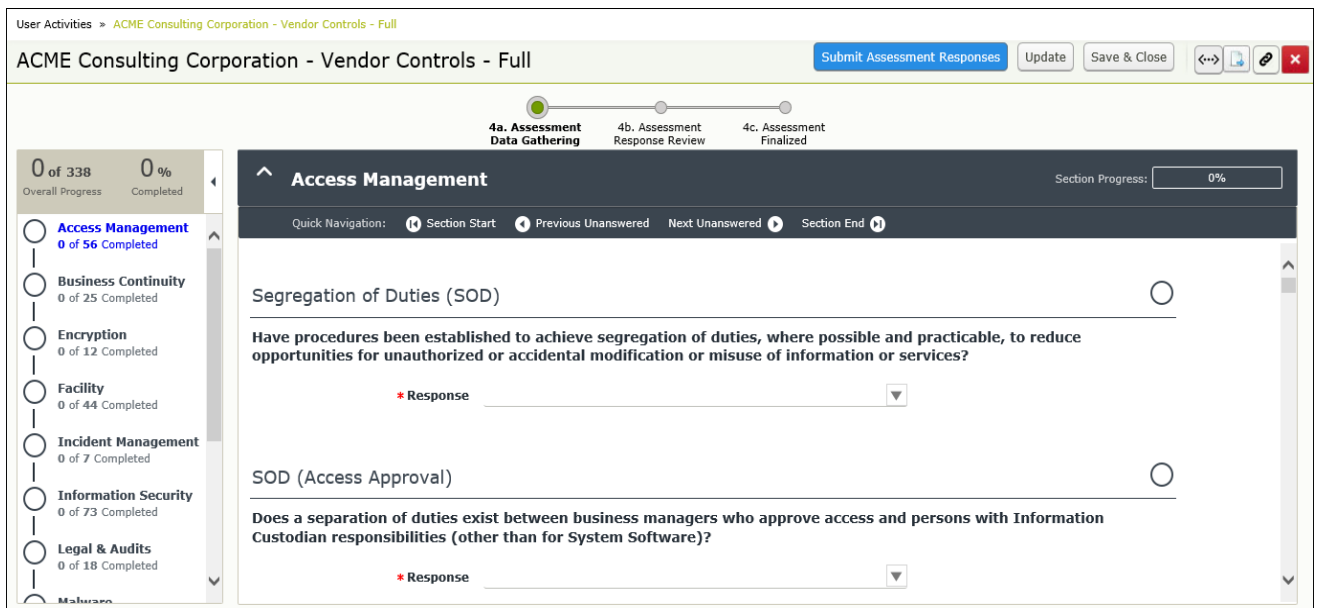 User Activities » ACME Consulting Corporation - Vendor Controls - Full
ACME Consulting Corporation - Vendor Controls - Full
Submit Assessment Responses
Update
Save & Close
4a. Assessment
Data Gathering
4b. Assessment
Response Review
4c. Assessment
Finalized
0 of 338
Overall Progress
0 %
Completed
Access Management
0 of 56 Completed
Business Continuity
0 of 25 Completed
Encryption
0 of 12 Completed
Facility
0 of 44 Completed
Incident Management
0 of 7 Completed
Information Security
0 of 73 Completed
Legal & Audits
0 of 18 Completed
Malware
Access Management
Section Progress: 0%
Quick Navigation: Section Start Previous Unanswered Next Unanswered Section End
Segregation of Duties (SOD)
Have procedures been established to achieve segregation of duties, where possible and practicable, to reduce
opportunities for unauthorized or accidental modification or misuse of information or services?
* Response
SOD (Access Approval)
Does a separation of duties exist between business managers who approve access and persons with Information
Custodian responsibilities (other than for System Software)?
* Response